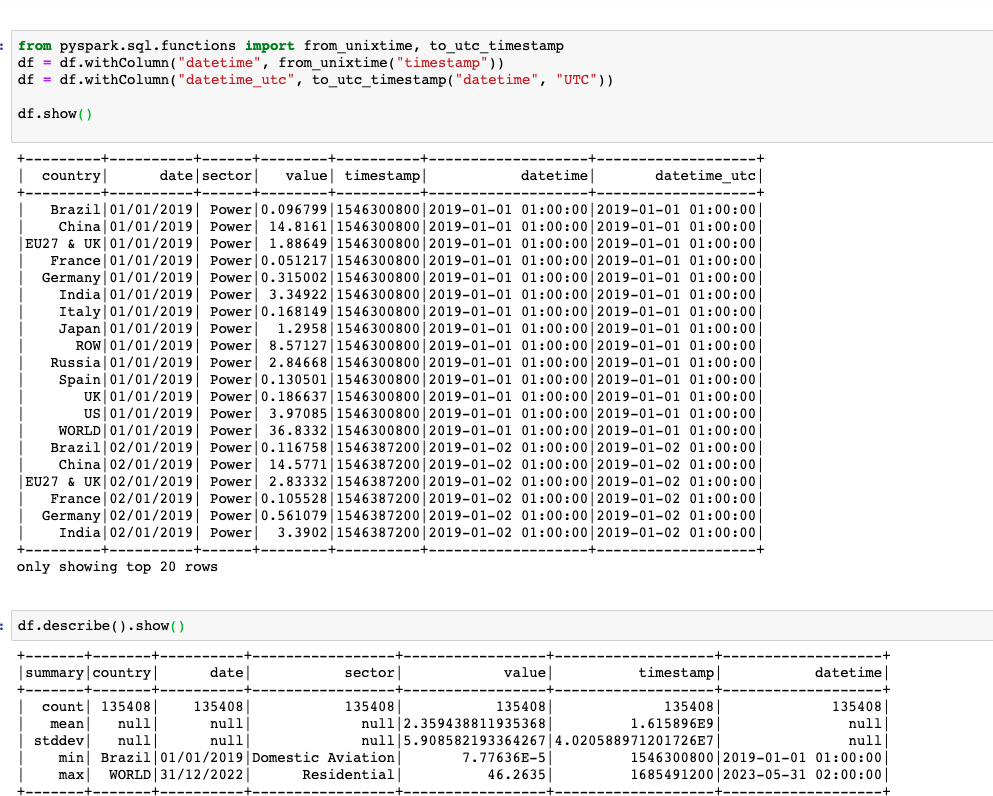 from pyspark.sql.functions import from_unixtime, to_utc_timestamp
df = df.withColumn("datetime", from_unixtime("timestamp"))
df = df.withColumn("datetime_utc", to_utc_timestamp("datetime", "UTC"))
df.show()
+---------+----------+------+--------+----------+-------------------+-------------------+
|  country|      date|sector|   value| timestamp|           datetime|       datetime_utc|
+---------+----------+------+--------+----------+-------------------+-------------------+
|   Brazil|01/01/2019| Power|0.096799|1546300800|2019-01-01 01:00:00|2019-01-01 01:00:00|
|    China|01/01/2019| Power| 14.8161|1546300800|2019-01-01 01:00:00|2019-01-01 01:00:00|
|EU27 & UK|01/01/2019| Power| 1.88649|1546300800|2019-01-01 01:00:00|2019-01-01 01:00:00|
|   France|01/01/2019| Power|0.051217|1546300800|2019-01-01 01:00:00|2019-01-01 01:00:00|
|  Germany|01/01/2019| Power|0.315002|1546300800|2019-01-01 01:00:00|2019-01-01 01:00:00|
|    India|01/01/2019| Power| 3.34922|1546300800|2019-01-01 01:00:00|2019-01-01 01:00:00|
|    Italy|01/01/2019| Power|0.168149|1546300800|2019-01-01 01:00:00|2019-01-01 01:00:00|
|    Japan|01/01/2019| Power|  1.2958|1546300800|2019-01-01 01:00:00|2019-01-01 01:00:00|
|      ROW|01/01/2019| Power| 8.57127|1546300800|2019-01-01 01:00:00|2019-01-01 01:00:00|
|   Russia|01/01/2019| Power| 2.84668|1546300800|2019-01-01 01:00:00|2019-01-01 01:00:00|
|    Spain|01/01/2019| Power|0.130501|1546300800|2019-01-01 01:00:00|2019-01-01 01:00:00|
|       UK|01/01/2019| Power|0.186637|1546300800|2019-01-01 01:00:00|2019-01-01 01:00:00|
|       US|01/01/2019| Power| 3.97085|1546300800|2019-01-01 01:00:00|2019-01-01 01:00:00|
|    WORLD|01/01/2019| Power| 36.8332|1546300800|2019-01-01 01:00:00|2019-01-01 01:00:00|
|   Brazil|02/01/2019| Power|0.116758|1546387200|2019-01-02 01:00:00|2019-01-02 01:00:00|
|    China|02/01/2019| Power| 14.5771|1546387200|2019-01-02 01:00:00|2019-01-02 01:00:00|
|EU27 & UK|02/01/2019| Power| 2.83332|1546387200|2019-01-02 01:00:00|2019-01-02 01:00:00|
|   France|02/01/2019| Power|0.105528|1546387200|2019-01-02 01:00:00|2019-01-02 01:00:00|
|  Germany|02/01/2019| Power|0.561079|1546387200|2019-01-02 01:00:00|2019-01-02 01:00:00|
|    India|02/01/2019| Power|  3.3902|1546387200|2019-01-02 01:00:00|2019-01-02 01:00:00|
+---------+----------+------+--------+----------+-------------------+-------------------+
only showing top 20 rows
df.describe().show()
+-------+-------+----------+-----------------+-----------------+-------------------+-------------------+
|summary|country|      date|           sector|            value|          timestamp|           datetime|
+-------+-------+----------+-----------------+-----------------+-------------------+-------------------+
|  count| 135408|    135408|           135408|           135408|             135408|             135408|
|   mean|   null|      null|             null|2.359438811935368|         1.615896E9|               null|
| stddev|   null|      null|             null|5.908582193364267|4.020588971201726E7|               null|
|    min| Brazil|01/01/2019|Domestic Aviation|       7.77636E-5|         1546300800|2019-01-01 01:00:00|
|    max|  WORLD|31/12/2022|      Residential|          46.2635|         1685491200|2023-05-31 02:00:00|
+-------+-------+----------+-----------------+-----------------+-------------------+-------------------+